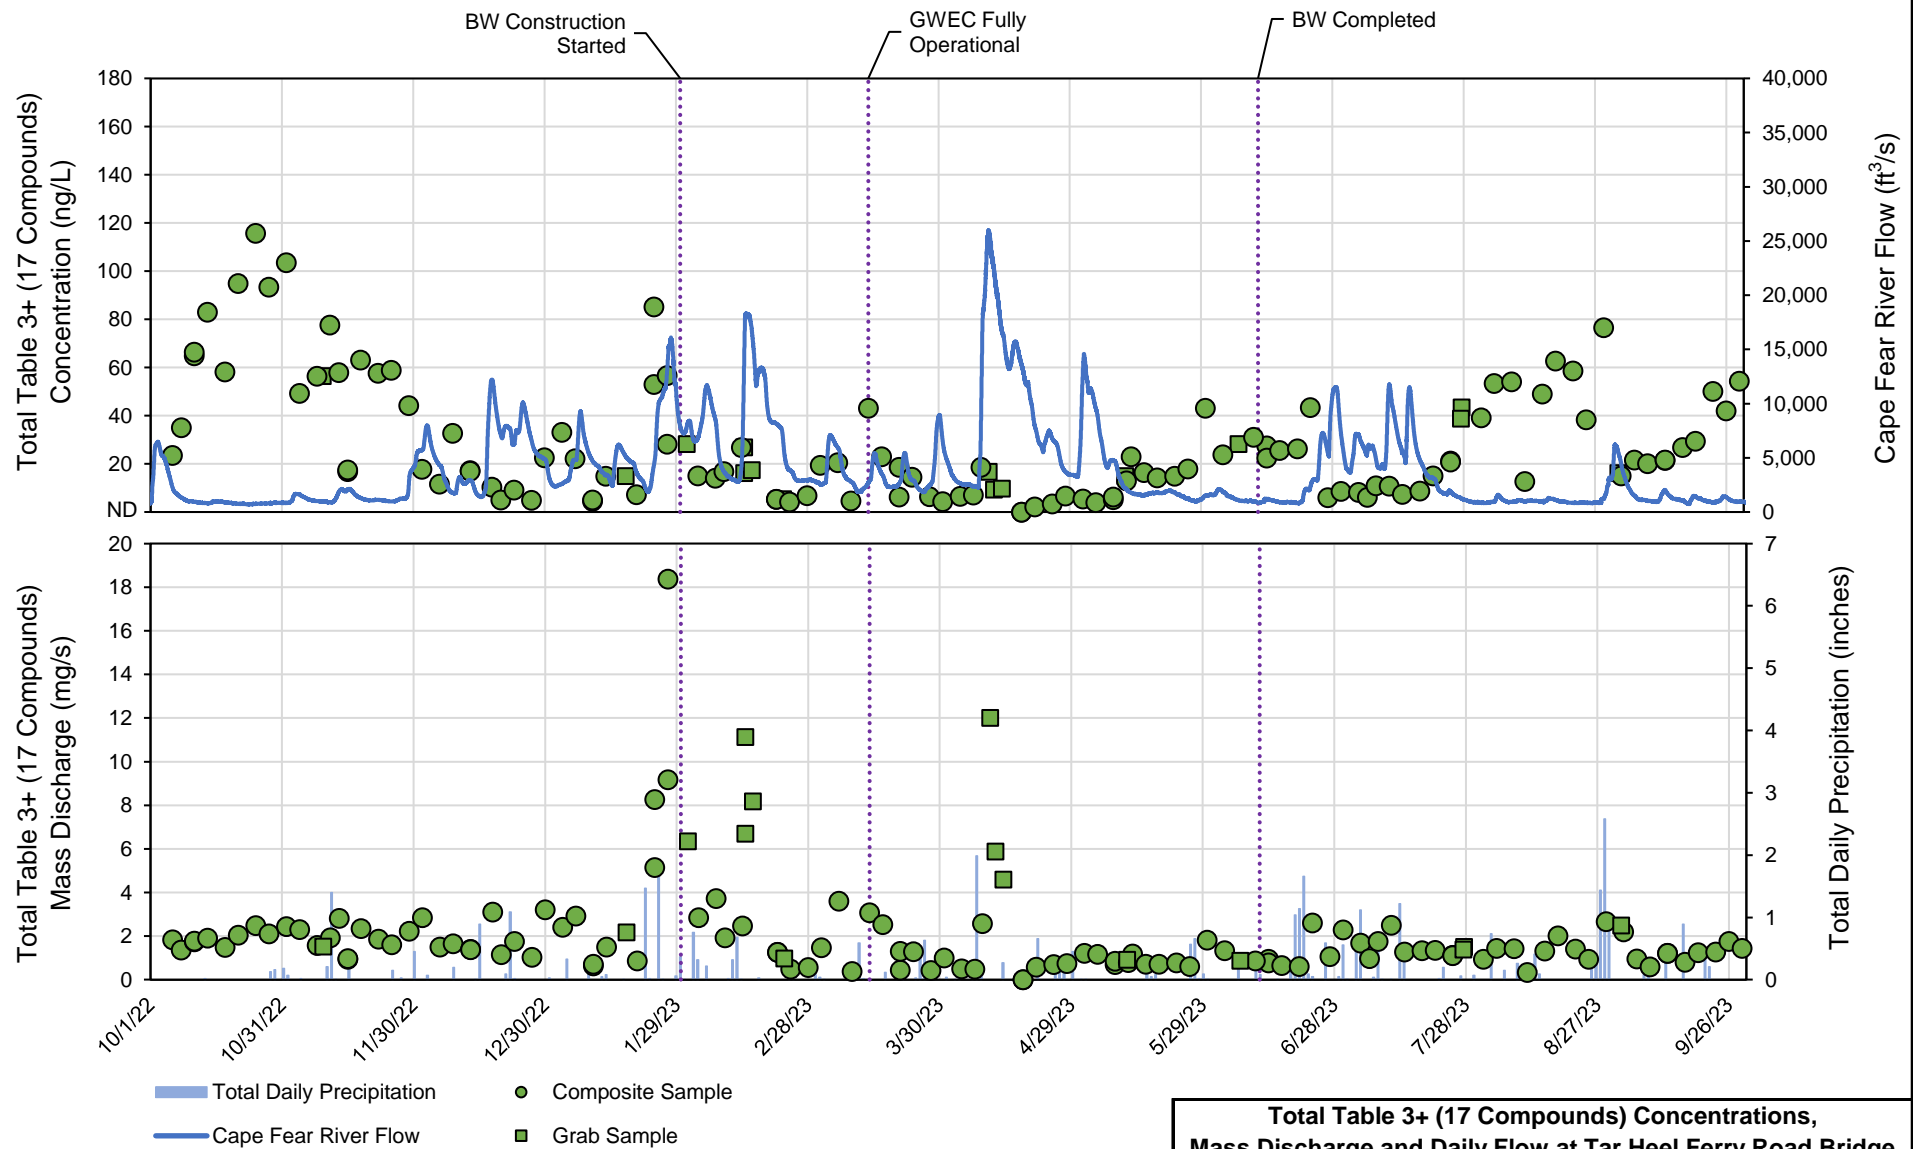 BW Construction
Started
GWEC Fully
Operational
BW Completed
Total Table 3+ (17 Compounds)
Concentration (ng/L)
180
160
140
120
100
80
60
40
20
ND
40,000
35,000
30,000
25,000
20,000
15,000
10,000
5,000
0
Cape Fear River Flow (ft³/s)
Total Table 3+ (17 Compounds)
Mass Discharge (mg/s)
20
18
16
14
12
10
8
6
4
2
0
7
6
5
4
3
2
1
0
Total Daily Precipitation (inches)
10/1/22
10/31/22
11/30/22
12/30/22
1/29/23
2/28/23
3/30/23
4/29/23
5/29/23
6/28/23
7/28/23
8/27/23
9/26/23
Total Daily Precipitation
Composite Sample
Cape Fear River Flow
Grab Sample
Total Table 3+ (17 Compounds) Concentrations,
Mass Discharge and Daily Flow at Tar Heel Ferry Road Bridge